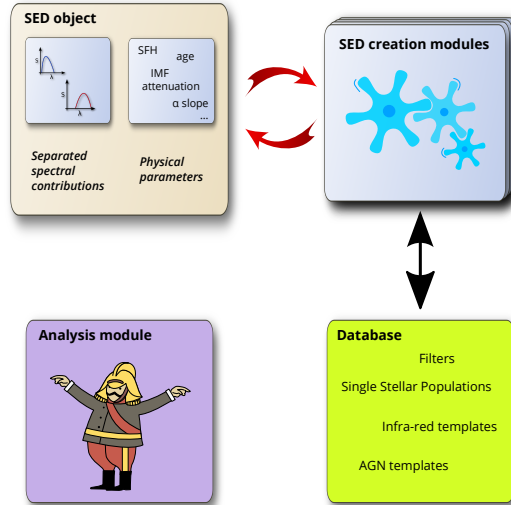 SED object
S
λ
S
λ
SFH
age
IMF
attenuation
α slope
...
Separated
spectral
contributions
Physical
parameters
SED creation modules
Analysis module
Database
Filters
Single Stellar Populations
Infra-red templates
AGN templates